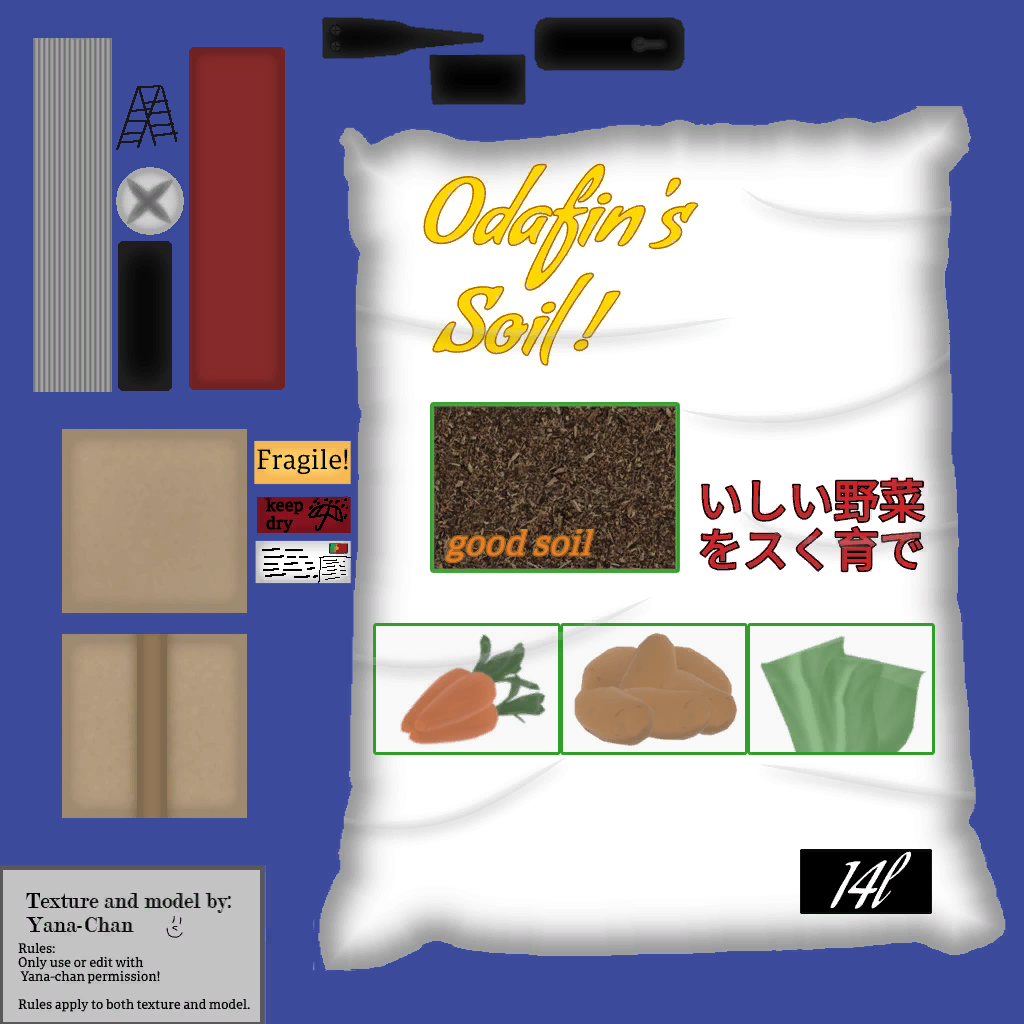 Odafin's
Soil!
good soil
いしい野菜
をスく育で
14l
Fragile!
keep
dry
Texture and model by:
Yana-Chan
Rules:
Only use or edit with
Yana-chan permission!
Rules apply to both texture and model.